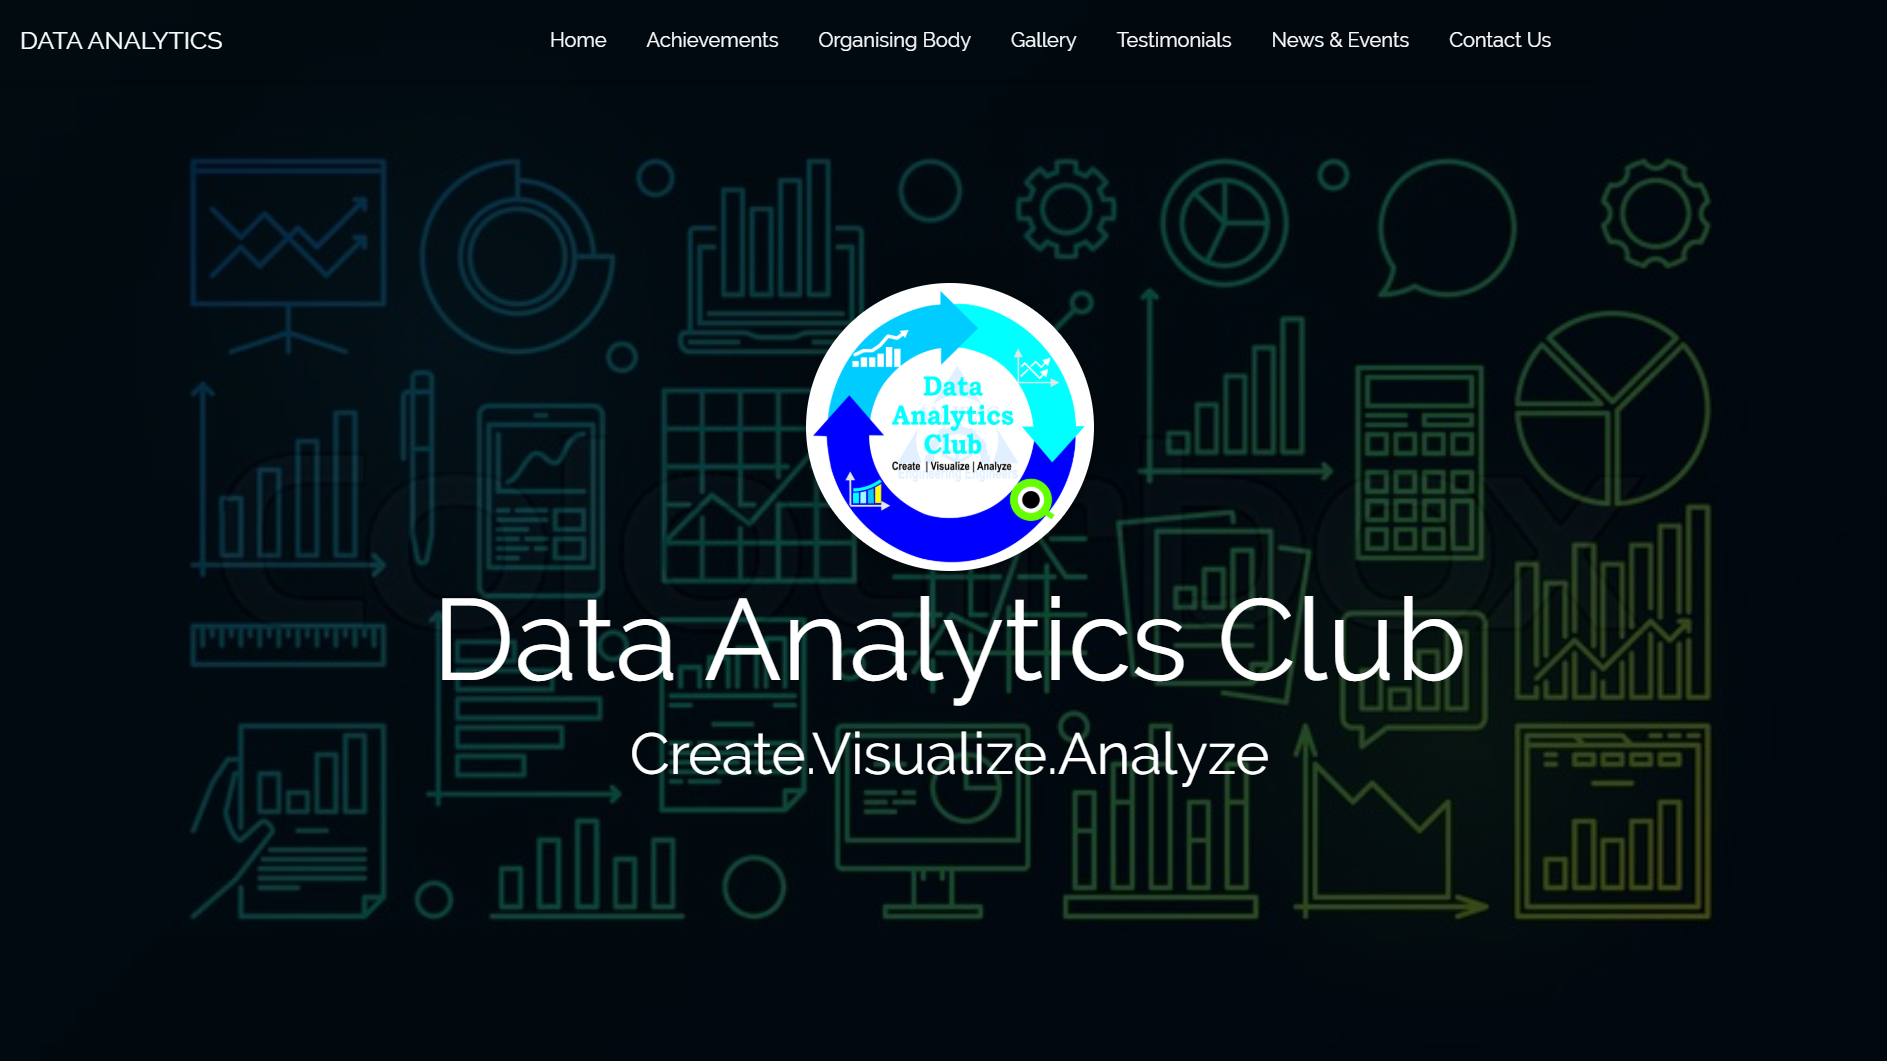 DATA ANALYTICS
Home Achievements Organising Body Gallery Testimonials News & Events Contact Us
Data
Analytics
Club
Create | Visualize | Analyze
Data Analytics Club
Create.Visualize.Analyze